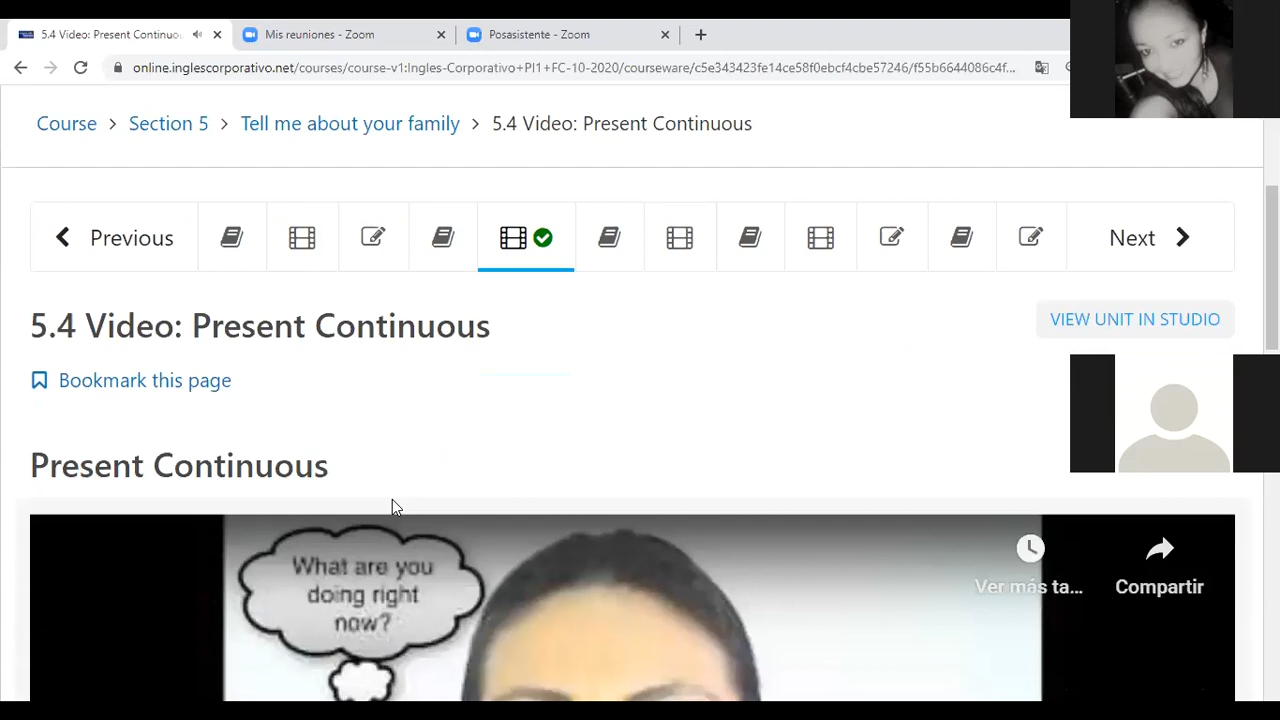 5.4 Video: Present Continuo
Mis reuniones - Zoom
Posasistente - Zoom
online.inglescorporativo.net/courses/course-v1:Ingles-Corporativo+PI1+FC-10-2020/courseware/c5e343423fe14ce58f0ebcf4cbe57246/f55b6644086c4f...
Course > Section 5 > Tell me about your family > 5.4 Video: Present Continuous
Previous
Next
5.4 Video: Present Continuous
VIEW UNIT IN STUDIO
Bookmark this page
Present Continuous
What are you
doing right
now?
Ver más ta...
Compartir